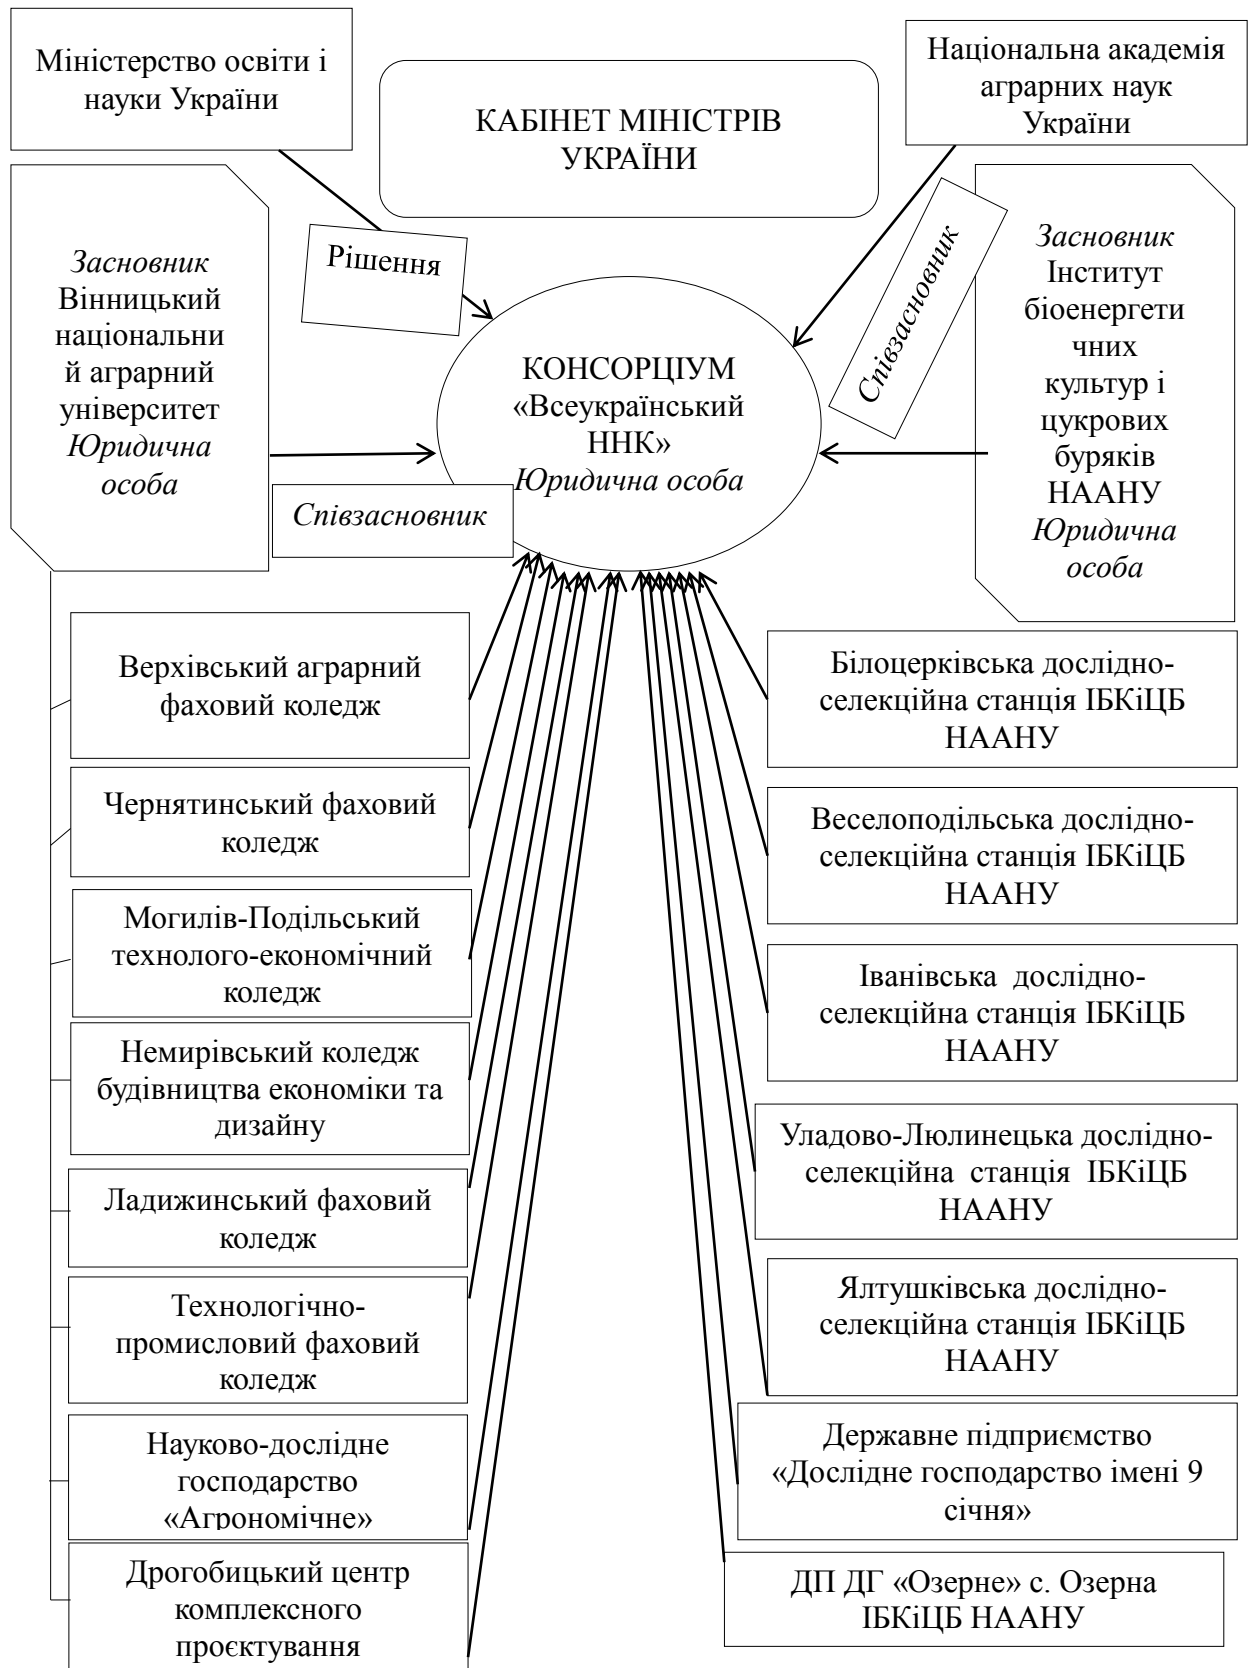 Міністерство освіти і
науки України
КАБІНЕТ МІНІСТРІВ
УКРАЇНИ
Національна академія
аграрних наук
України
Рішення
Співзасновник
Засновник
Вінницький
національни
й аграрний
університет
Юридична
особа
КОНСОРЦІУМ
«Всеукраїнський
ННК»
Юридична особа
Засновник
Інститут
біоенергети
чних
культур і
цукрових
буряків
НААНУ
Юридична
особа
Співзасновник
Верхівський аграрний
фаховий коледж
Чернятинський фаховий
коледж
Могилів-Подільський
технолого-економічний
коледж
Немирівський коледж
будівництва економіки та
дизайну
Ладижинський фаховий
коледж
Технологічно-
промисловий фаховий
коледж
Науково-дослідне
господарство
«Агрономічне»
Дрогобицький центр
комплексного
проєктування
Білоцерківська дослідно-
селекційна станція ІБКіЦБ
НААНУ
Веселоподільська дослідно-
селекційна станція ІБКіЦБ
НААНУ
Іванівська дослідно-
селекційна станція ІБКіЦБ
НААНУ
Уладово-Люлинецька дослідно-
селекційна станція ІБКіЦБ
НААНУ
Ялтушківська дослідно-
селекційна станція ІБКіЦБ
НААНУ
Державне підприємство
«Дослідне господарство імені 9
січня»
ДП ДГ «Озерне» с. Озерна
ІБКіЦБ НААНУ